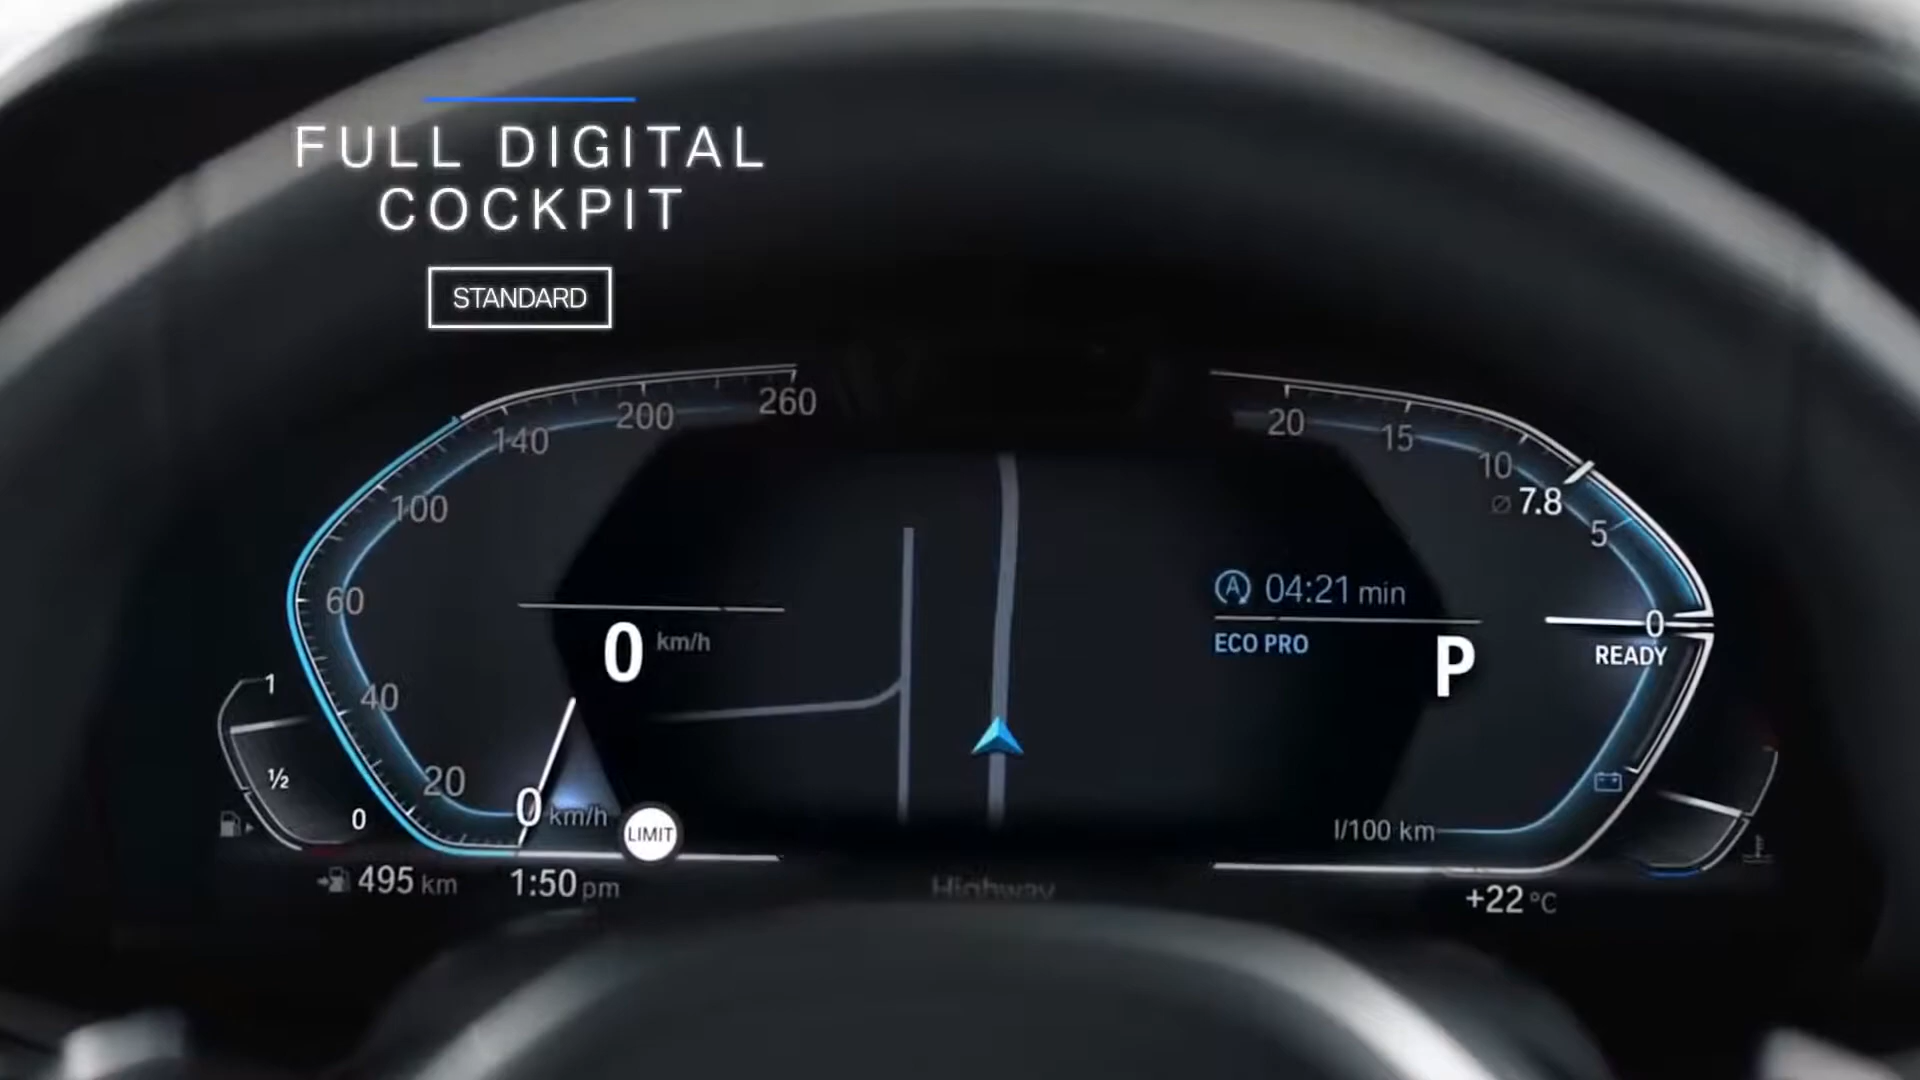 FULL DIGITAL
COCKPIT
STANDARD
260
200
140
100
60
40
20
0 km/h
0 km/h
LIMIT
1
½
0
495 km
1:50 pm
Highway
20
15
10
⌀ 7.8
5
A 04:21 min
ECO PRO
P
0
READY
l/100 km
+22 °C